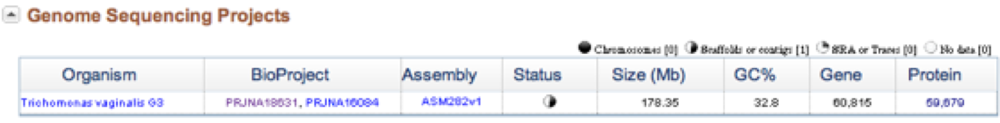 Genome Sequencing Projects
Chromosomes [0] Scaffolds or contigs [1] SRA or Traces [0] No data [0]
Organism BioProject Assembly Status Size (Mb) GC% Gene Protein
Trichomonas vaginalis G3 PRJNA18631, PRJNA16084 ASM282v1 178.35 32.8 60,815 59,679